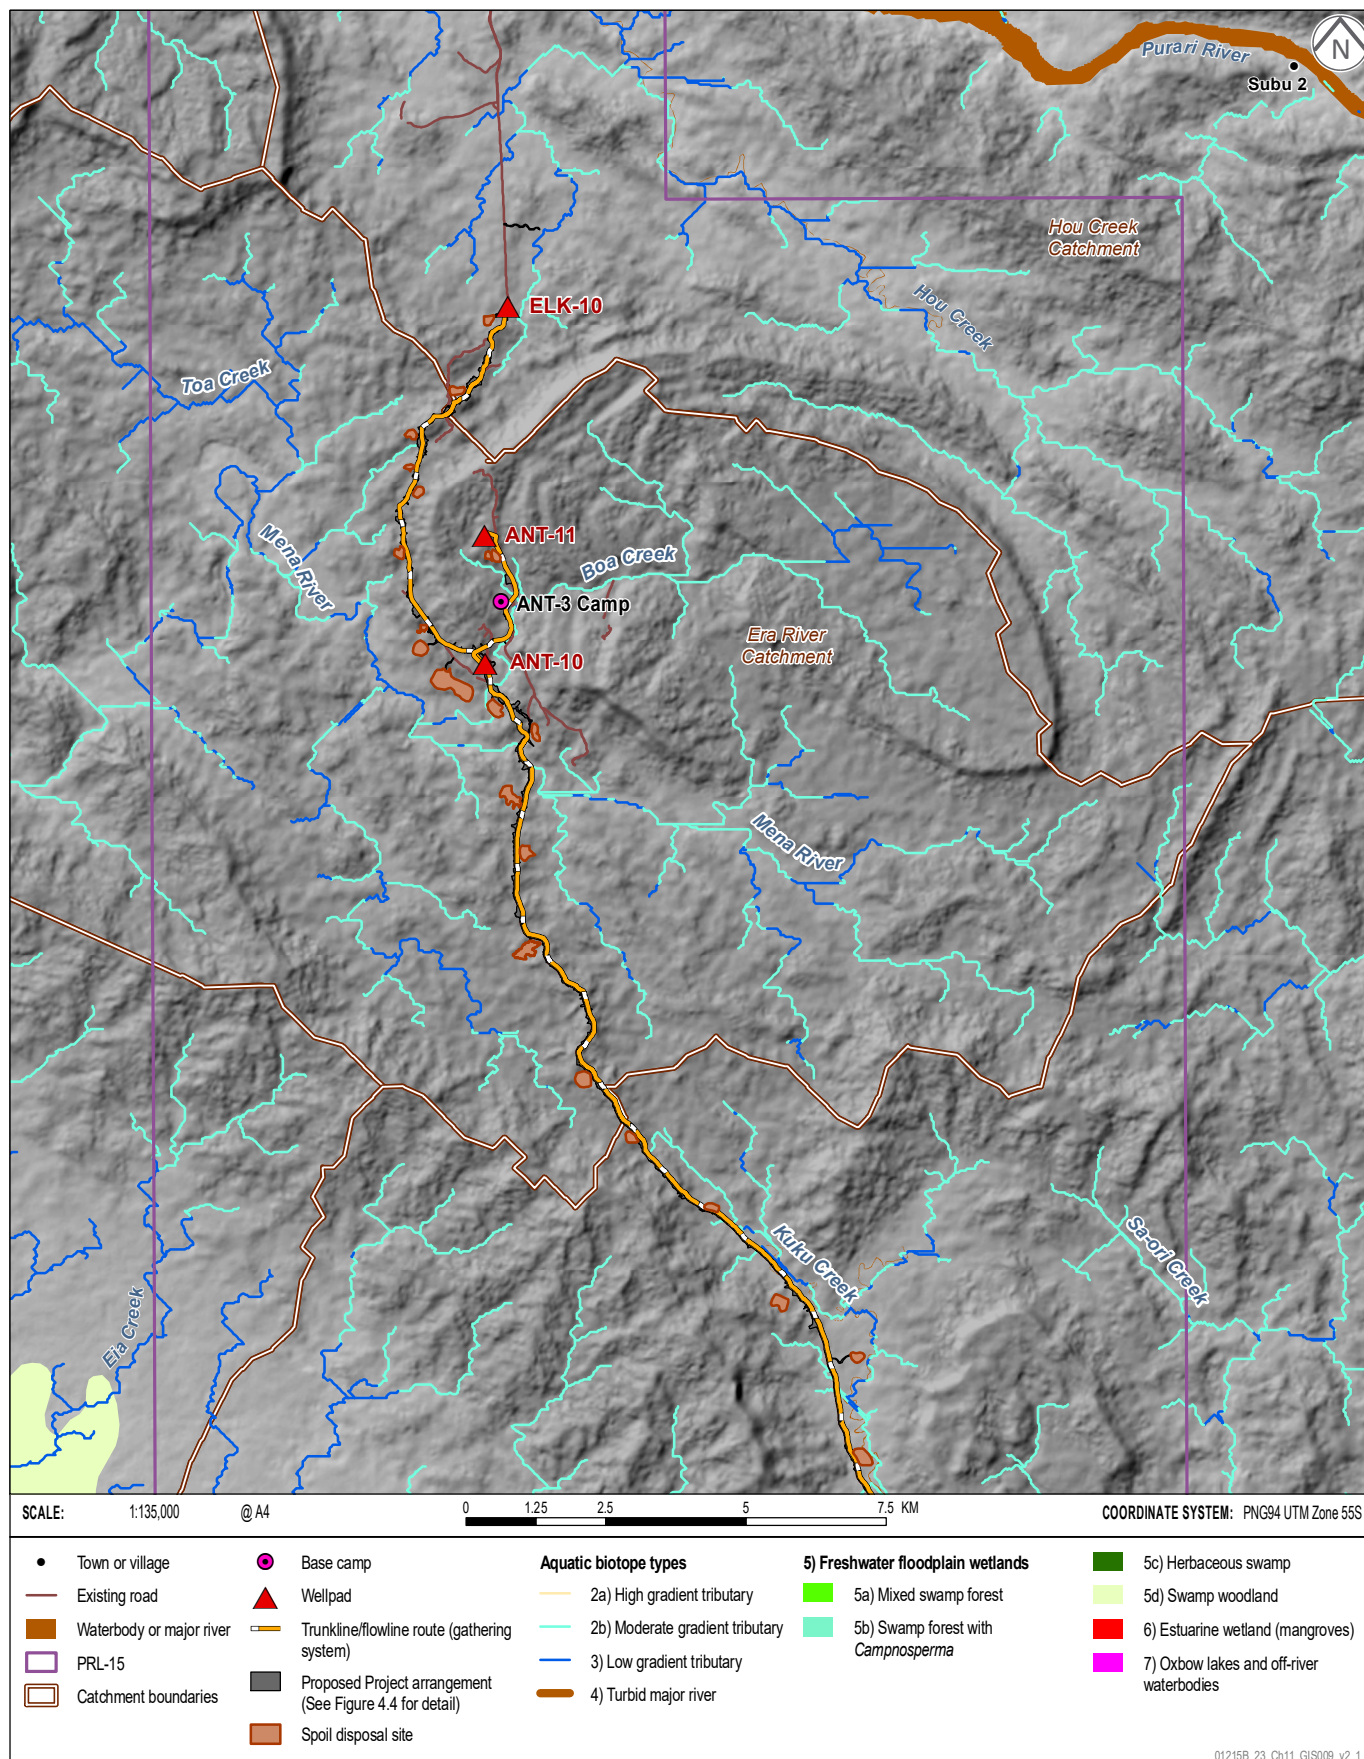 N
Purari River
Subu 2
Hou Creek
Catchment
ELK-10
Hou Creek
Toa Creek
ANT-11
Mena River
Boa Creek
ANT-3 Camp
Era River
Catchment
ANT-10
Mena River
Kuku Creek
Sa-ori Creek
Eia Creek
SCALE: 1:135,000 @ A4
0 1.25 2.5 5 7.5 KM
COORDINATE SYSTEM: PNG94 UTM Zone 55S
Town or village
Existing road
Waterbody or major river
PRL-15
Catchment boundaries
Base camp
Wellpad
Trunkline/flowline route (gathering
system)
Proposed Project arrangement
(See Figure 4.4 for detail)
Spoil disposal site
Aquatic biotope types
2a) High gradient tributary
2b) Moderate gradient tributary
3) Low gradient tributary
4) Turbid major river
5) Freshwater floodplain wetlands
5a) Mixed swamp forest
5b) Swamp forest with
Campnosperma
5c) Herbaceous swamp
5d) Swamp woodland
6) Estuarine wetland (mangroves)
7) Oxbow lakes and off-river
waterbodies
01215B_23_Ch11_GIS009_v2_1